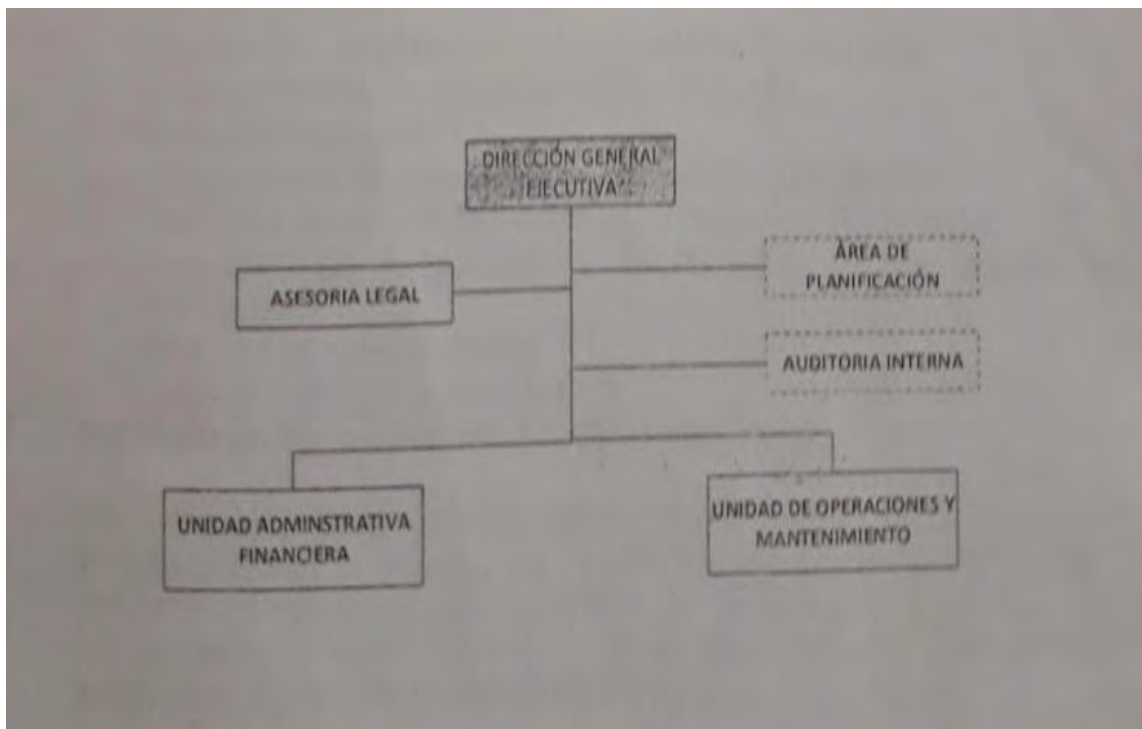 DIRECCIÓN GENERAL
EJECUTIVA
ÁREA DE
PLANIFICACIÓN
ASESORIA LEGAL
AUDITORIA INTERNA
UNIDAD ADMINSTRATIVA
FINANCIERA
UNIDAD DE OPERACIONES Y
MANTENIMIENTO